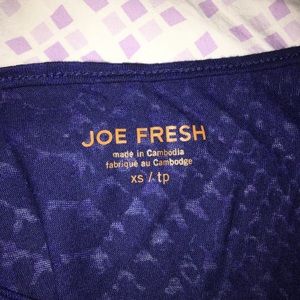 JOE FRESH
made in Cambodia
fabriqué au Cambodge
xs / tp